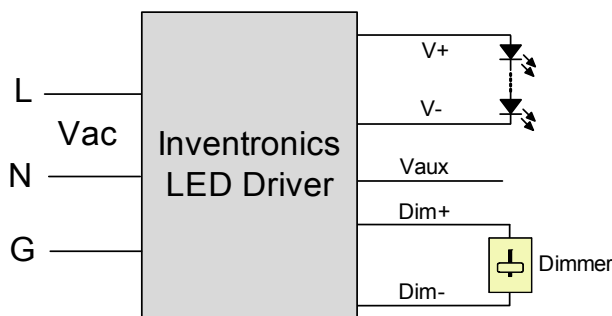 L
Vac
N
G
Inventronics
LED Driver
V+
V-
Vaux
Dim+
Dimmer
Dim-